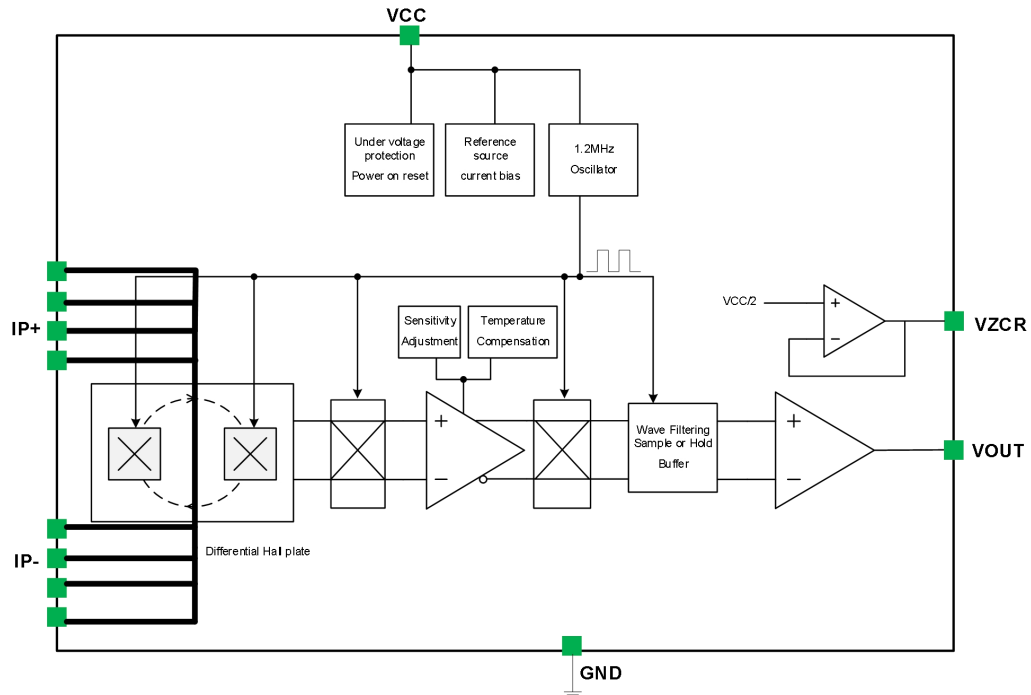 VCC
Under voltage
protection
Power on reset
Reference
source
current bias
1.2MHz
Oscillator
IP+
Sensitivity
Adjustment
Temperature
Compensation
VCC/2
+
−
VZCR
+
−
Wave Filtering
Sample or Hold
Buffer
+
−
VOUT
Differential Hall plate
IP-
GND